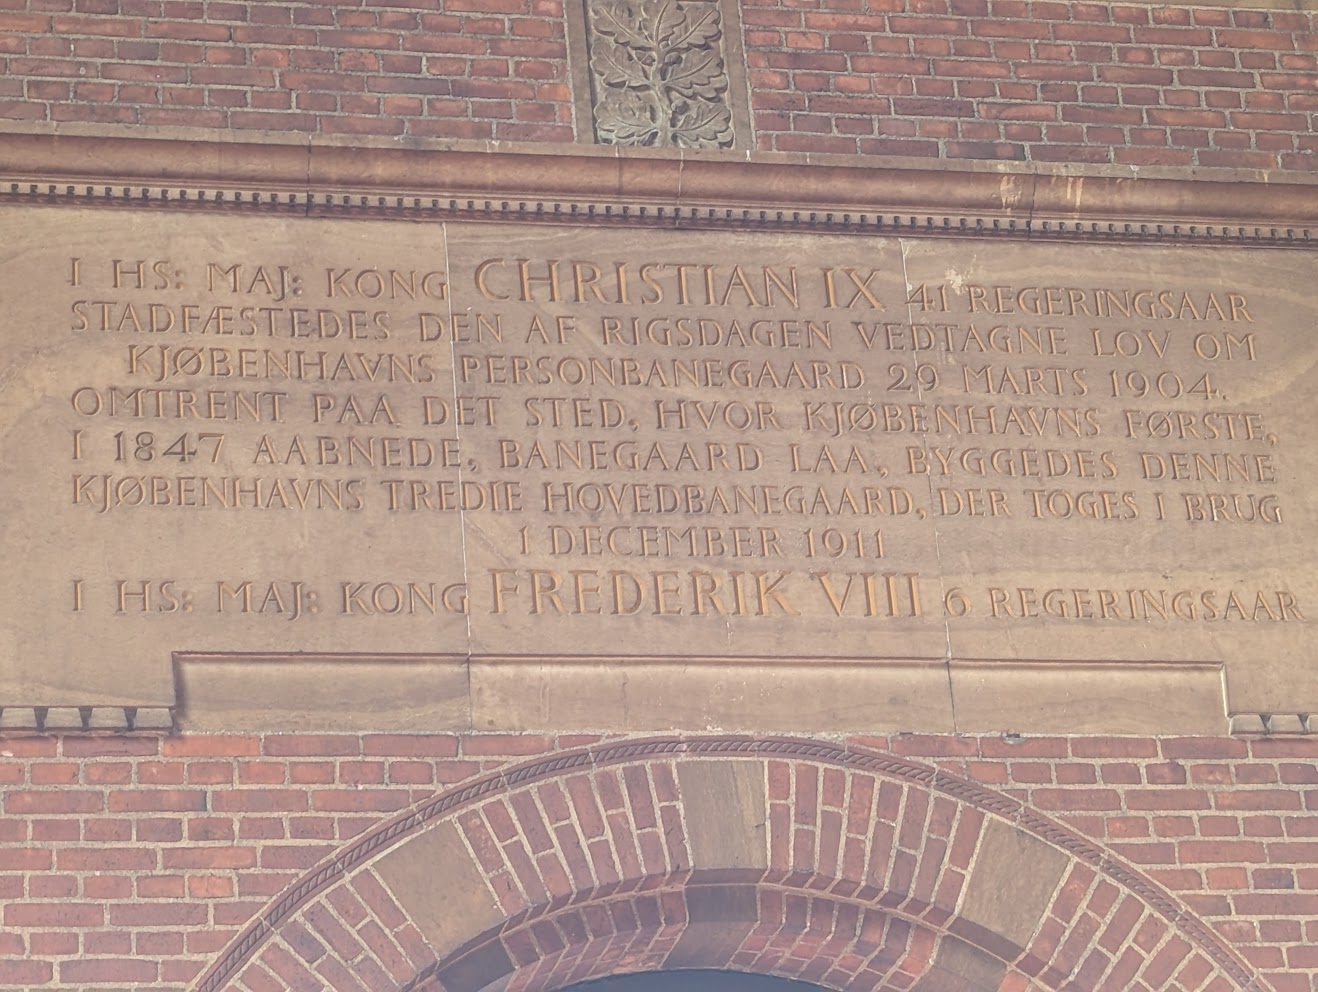 I HS: MAJ: KONG CHRISTIAN IX 41 REGERINGSAAR
STADFÆSTEDES DEN AF RIGSDAGEN VEDTAGNE LOV OM
KJØBENHAVNS PERSONBANEGAARD 29 MARTS 1904.
OMTRENT PAA DET STED, HVOR KJØBENHAVNS FØRSTE,
I 1847 AABNEDE, BANEGAARD LAA, BYGGEDES DENNE
KJØBENHAVNS TREDIE HOVEDBANEGAARD, DER TOGES I BRUG
1 DECEMBER 1911
I HS: MAJ: KONG FREDERIK VIII 6 REGERINGSAAR